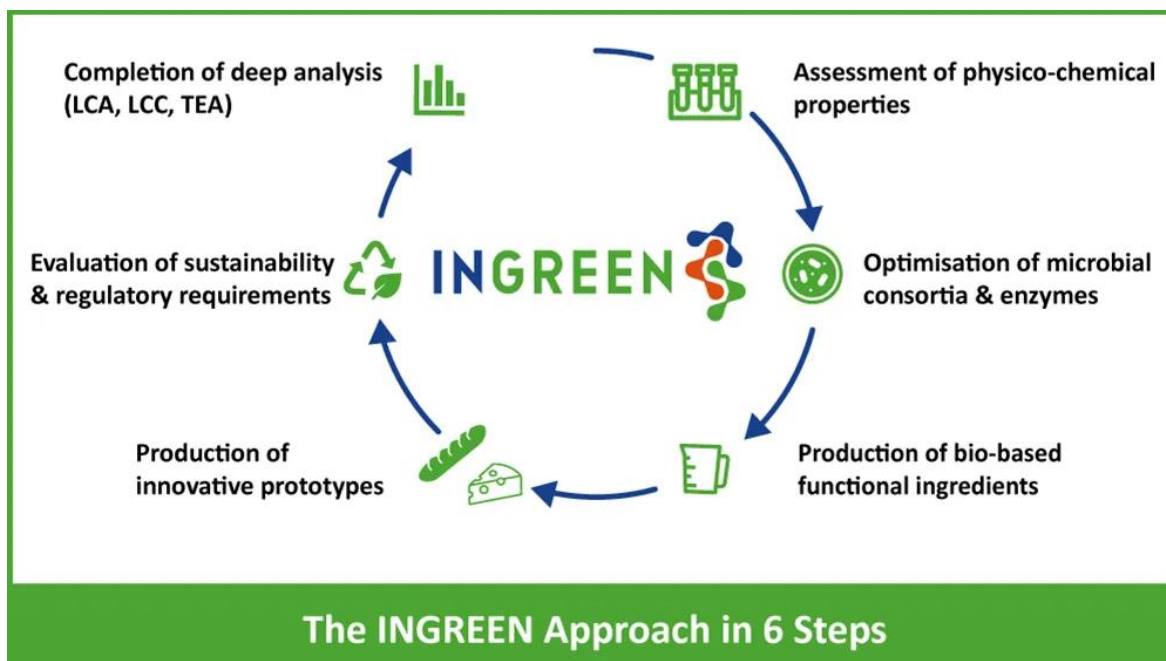 Completion of deep analysis
(LCA, LCC, TEA)
Assessment of physico-chemical
properties
Evaluation of sustainability
& regulatory requirements
INGREEN
Optimisation of microbial
consortia & enzymes
Production of
innovative prototypes
Production of bio-based
functional ingredients
The INGREEN Approach in 6 Steps